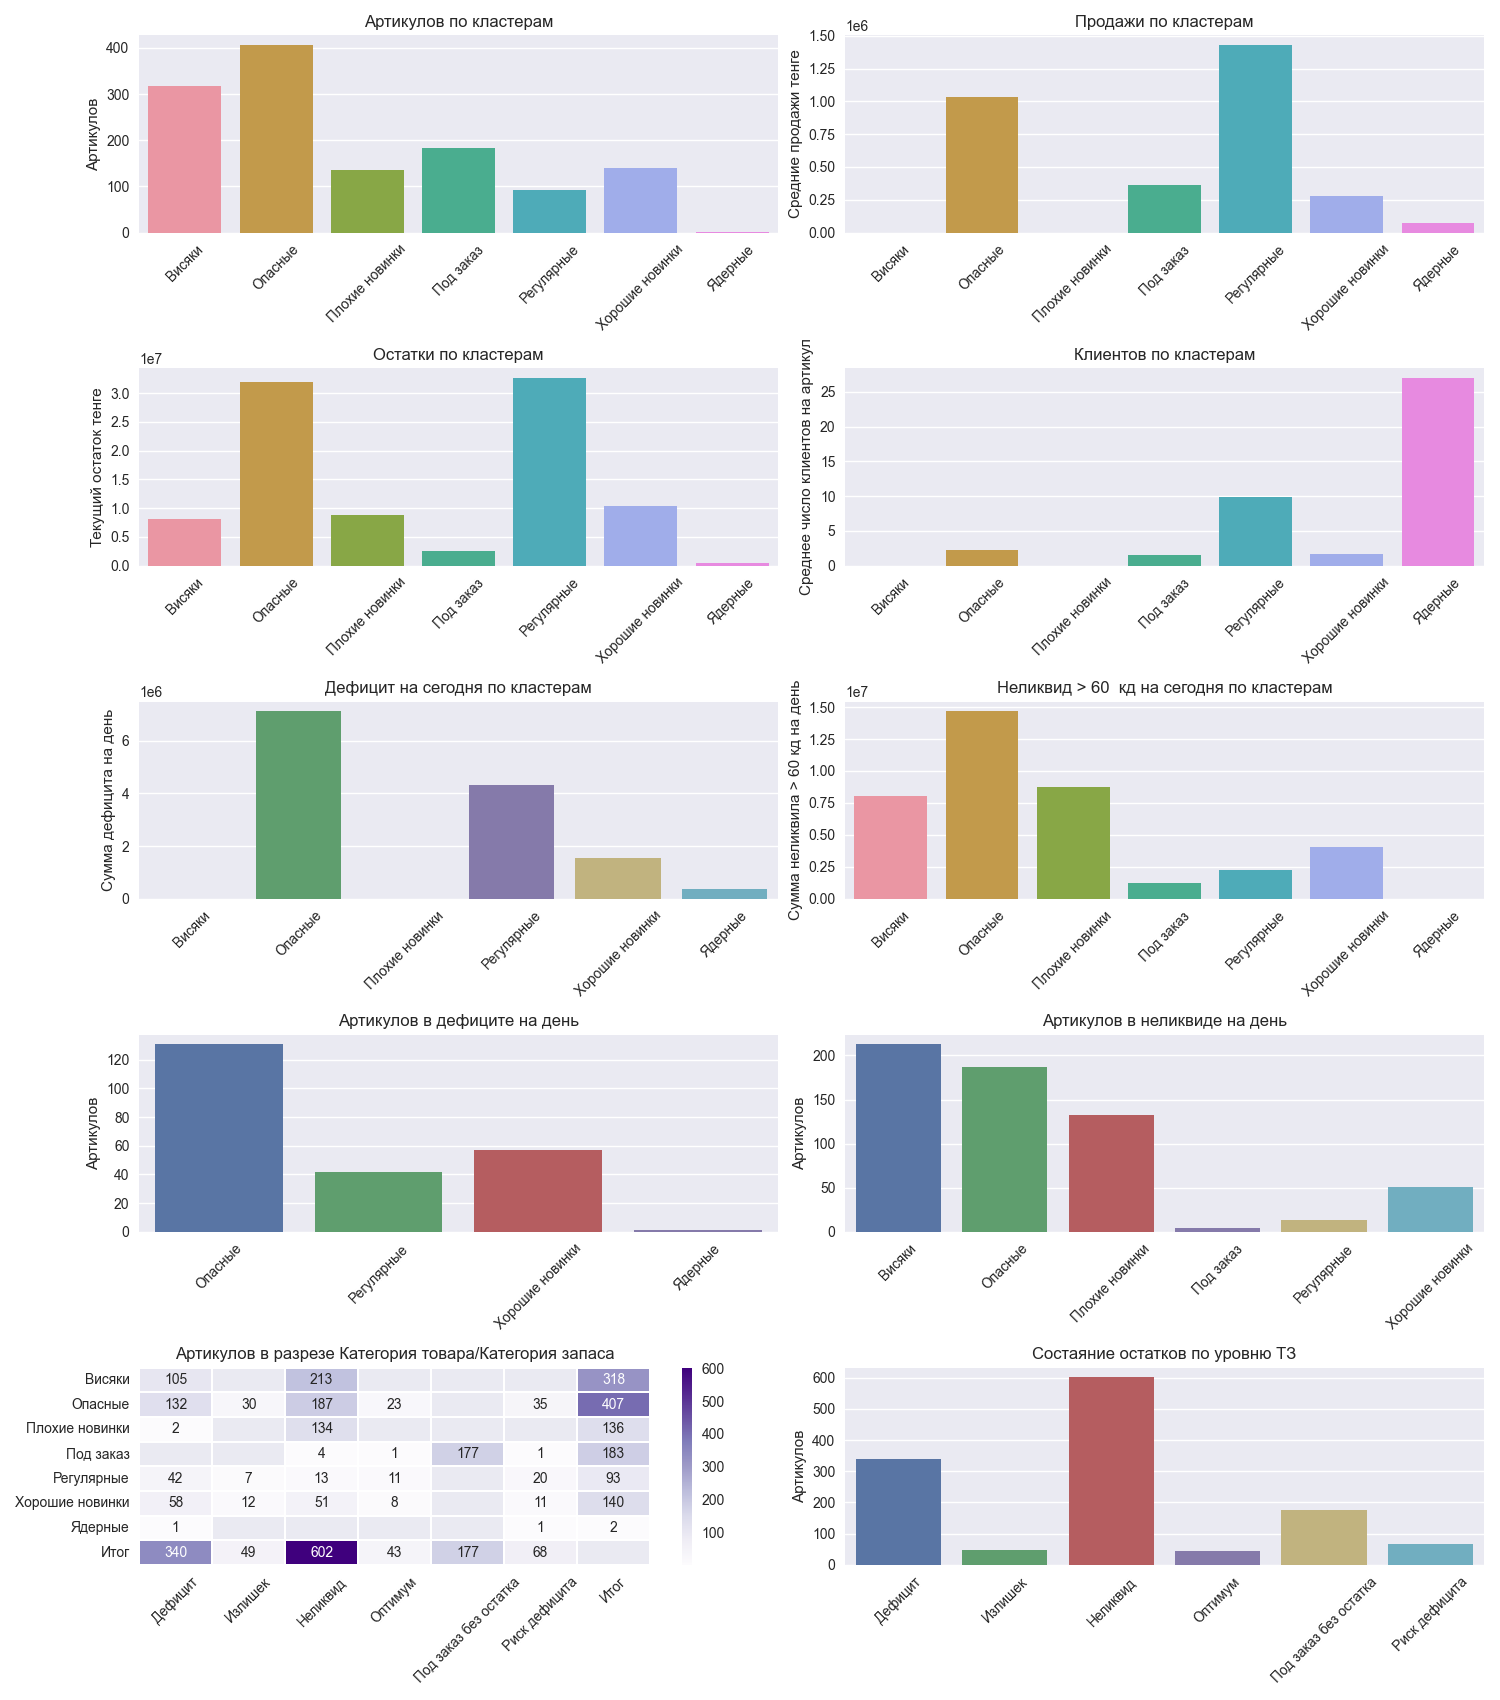 Артикулов по кластерам
Артикулов
400
300
200
100
0
Висяки
Опасные
Плохие новинки
Под заказ
Регулярные
Хорошие новинки
Ядерные
Продажи по кластерам
1e6
Средние продажи тенге
1.50
1.25
1.00
0.75
0.50
0.25
0.00
Висяки
Опасные
Плохие новинки
Под заказ
Регулярные
Хорошие новинки
Ядерные
Остатки по кластерам
1e7
Текущий остаток тенге
3.0
2.5
2.0
1.5
1.0
0.5
0.0
Висяки
Опасные
Плохие новинки
Под заказ
Регулярные
Хорошие новинки
Ядерные
Клиентов по кластерам
Среднее число клиентов на артикул
25
20
15
10
5
0
Висяки
Опасные
Плохие новинки
Под заказ
Регулярные
Хорошие новинки
Ядерные
Дефицит на сегодня по кластерам
1e6
Сумма дефицита на день
6
4
2
0
Висяки
Опасные
Плохие новинки
Регулярные
Хорошие новинки
Ядерные
Неликвид > 60  кд на сегодня по кластерам
1e7
Сумма неликвила > 60 кд на день
1.50
1.25
1.00
0.75
0.50
0.25
0.00
Висяки
Опасные
Плохие новинки
Под заказ
Регулярные
Хорошие новинки
Ядерные
Артикулов в дефиците на день
Артикулов
120
100
80
60
40
20
0
Опасные
Регулярные
Хорошие новинки
Ядерные
Артикулов в неликвиде на день
Артикулов
200
150
100
50
0
Висяки
Опасные
Плохие новинки
Под заказ
Регулярные
Хорошие новинки
Артикулов в разрезе Категория товара/Категория запаса
Висяки 105 213 318
Опасные 132 30 187 23 35 407
Плохие новинки 2 134 136
Под заказ 4 1 177 1 183
Регулярные 42 7 13 11 20 93
Хорошие новинки 58 12 51 8 11 140
Ядерные 1 1 2
Итог 340 49 602 43 177 68
Дефицит
Излишек
Неликвид
Оптимум
Под заказ без остатка
Риск дефицита
Итог
600
500
400
300
200
100
Состаяние остатков по уровню ТЗ
Артикулов
600
500
400
300
200
100
0
Дефицит
Излишек
Неликвид
Оптимум
Под заказ без остатка
Риск дефицита